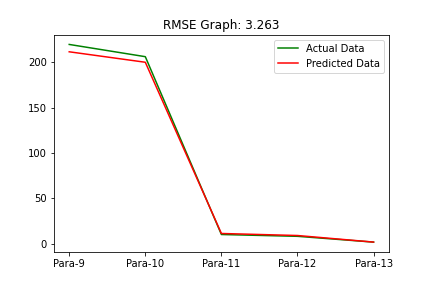 RMSE Graph: 3.263
Actual Data
Predicted Data
200
150
100
50
0
Para-9 Para-10 Para-11 Para-12 Para-13